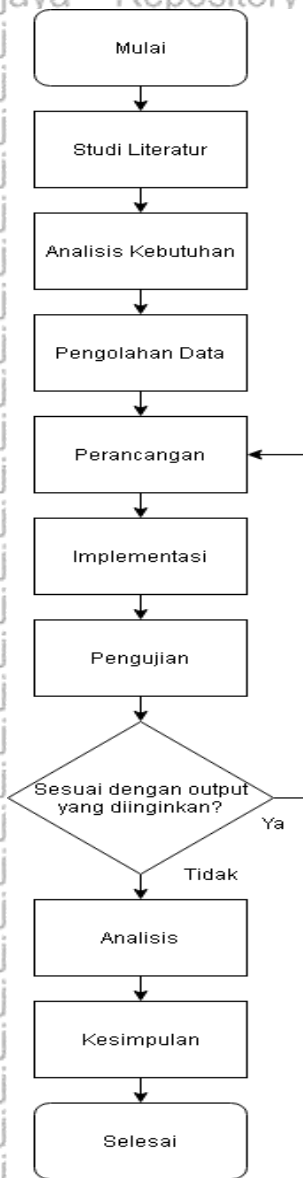 Repository
Mulai
Studi Literatur
Analisis Kebutuhan
Pengolahan Data
Perancangan
Implementasi
Pengujian
Sesuai dengan output
yang diinginkan?
Ya
Tidak
Analisis
Kesimpulan
Selesai